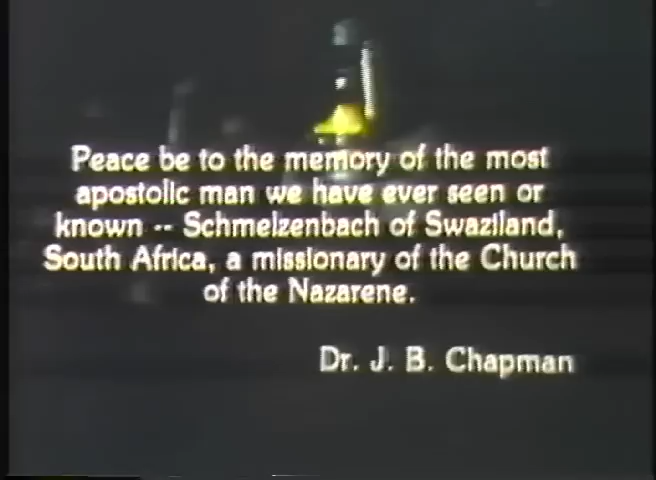 Peace be to the memory of the most
apostolic man we have ever seen or
known -- Schmelzenbach of Swaziland,
South Africa, a missionary of the Church
of the Nazarene.
Dr. J. B. Chapman